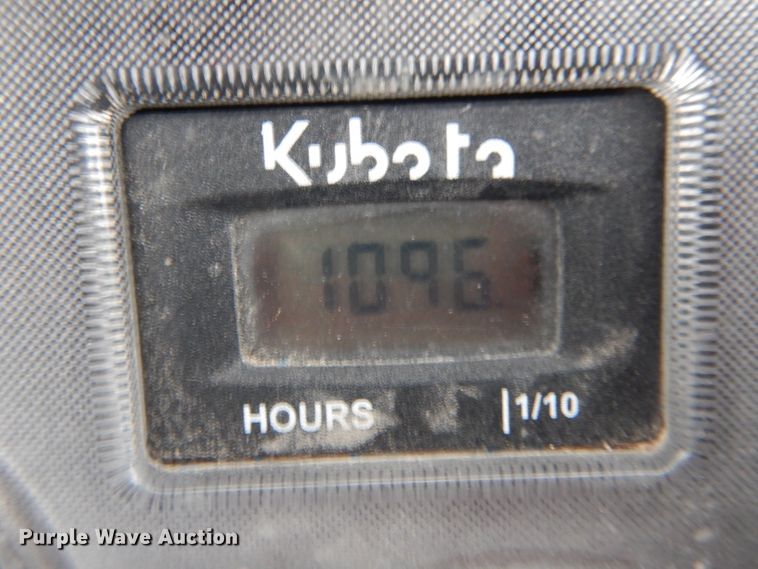 Kubota
1096
HOURS 1/10
Purple Wave Auction